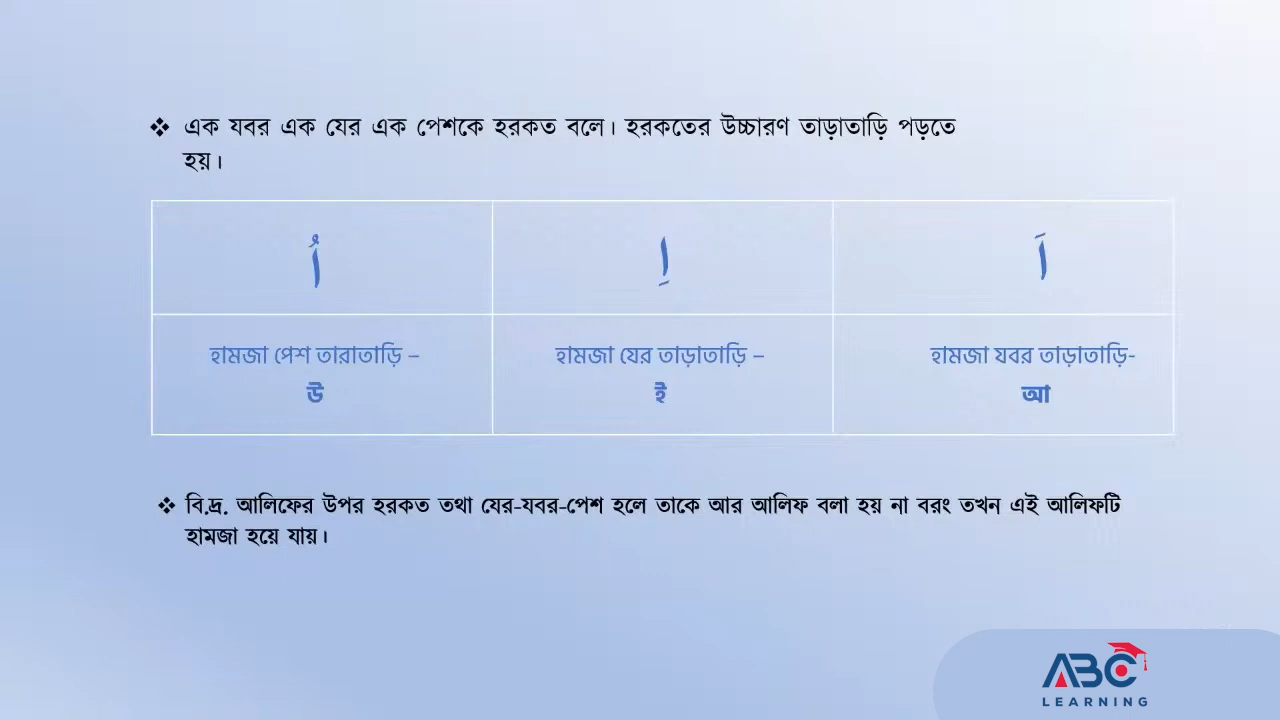 ❖ এক যবর এক যের এক পেশকে হরকত বলে। হরকতের উচ্চারণ তাড়াতাড়ি পড়তে
হয়।
اُ
اِ
اَ
হামজা পেশ তারাতাড়ি –
উ
হামজা যের তাড়াতাড়ি –
ই
হামজা যবর তাড়াতাড়ি-
আ
❖ বি.দ্র. আলিফের উপর হরকত তথা যের-যবর-পেশ হলে তাকে আর আলিফ বলা হয় না বরং তখন এই আলিফটি
হামজা হয়ে যায়।
ABC
LEARNING